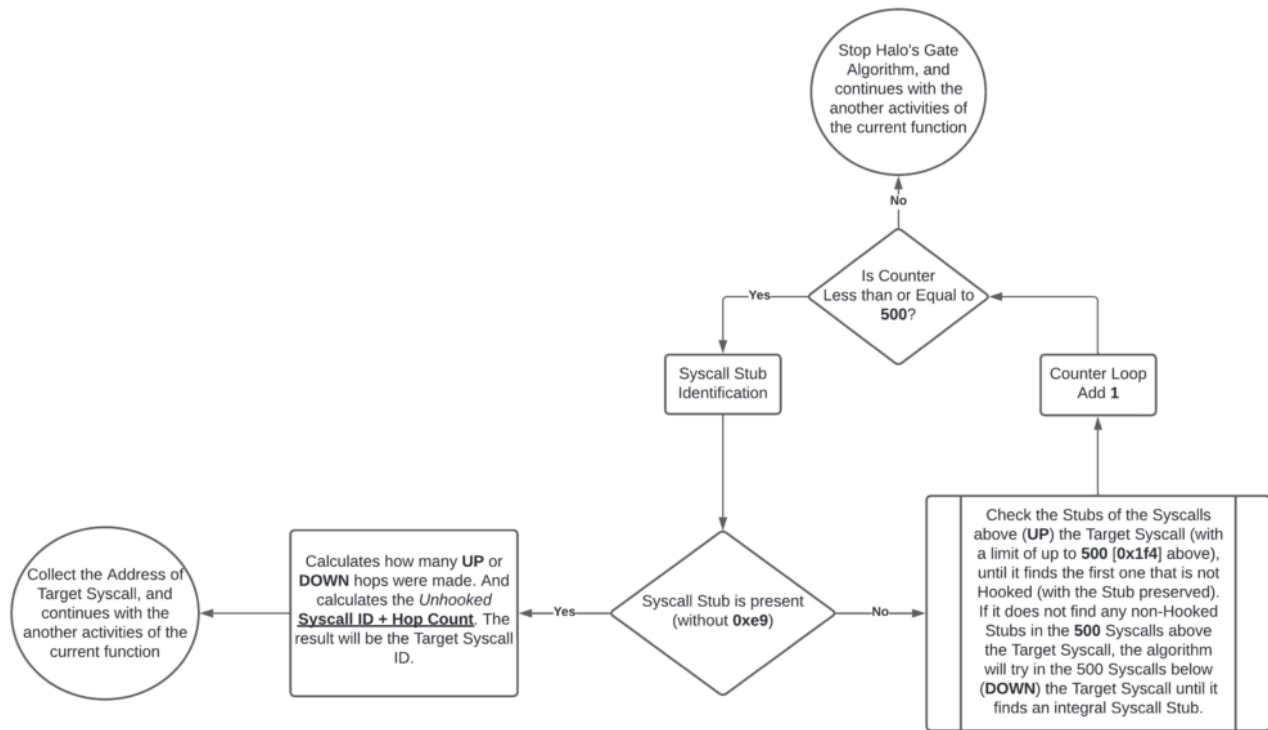 Stop Halo's Gate
Algorithm, and
continues with the
another activities of
the current function
No
Is Counter
Less than or Equal to
500?
Yes
Syscall Stub
Identification
Counter Loop
Add 1
Collect the Address of
Target Syscall, and
continues with the
another activities of the
current function
Calculates how many UP or
DOWN hops were made. And
calculates the Unhooked
Syscall ID + Hop Count. The
result will be the Target Syscall
ID.
Yes
Syscall Stub is present
(without 0xe9)
No
Check the Stubs of the Syscalls
above (UP) the Target Syscall (with
a limit of up to 500 [0x1f4] above),
until it finds the first one that is not
Hooked (with the Stub preserved).
If it does not find any non-Hooked
Stubs in the 500 Syscalls above
the Target Syscall, the algorithm
will try in the 500 Syscalls below
(DOWN) the Target Syscall until it
finds an integral Syscall Stub.